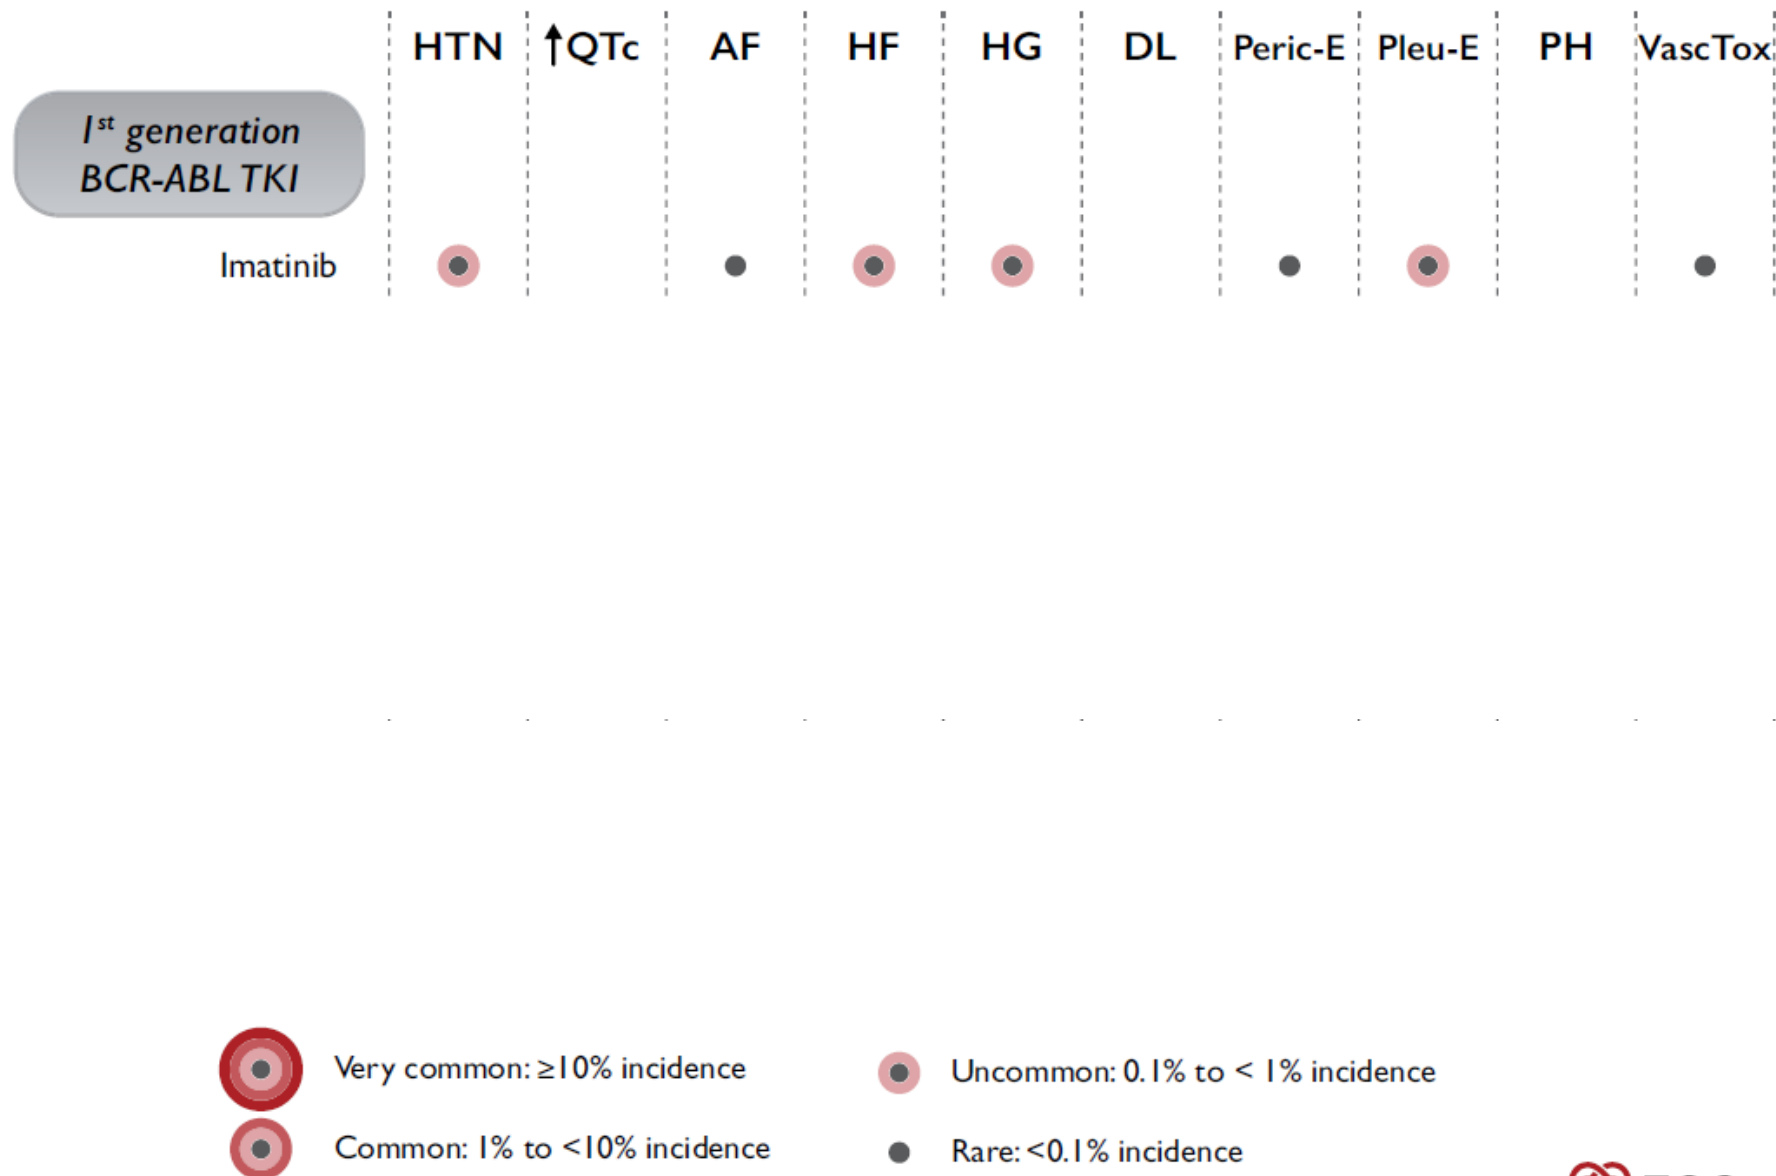 HTN ↑QTc AF HF HG DL Peric-E Pleu-E PH VascTox
1st generation
BCR-ABL TKI
Imatinib
Very common: ≥10% incidence
Uncommon: 0.1% to < 1% incidence
Common: 1% to <10% incidence
Rare: <0.1% incidence